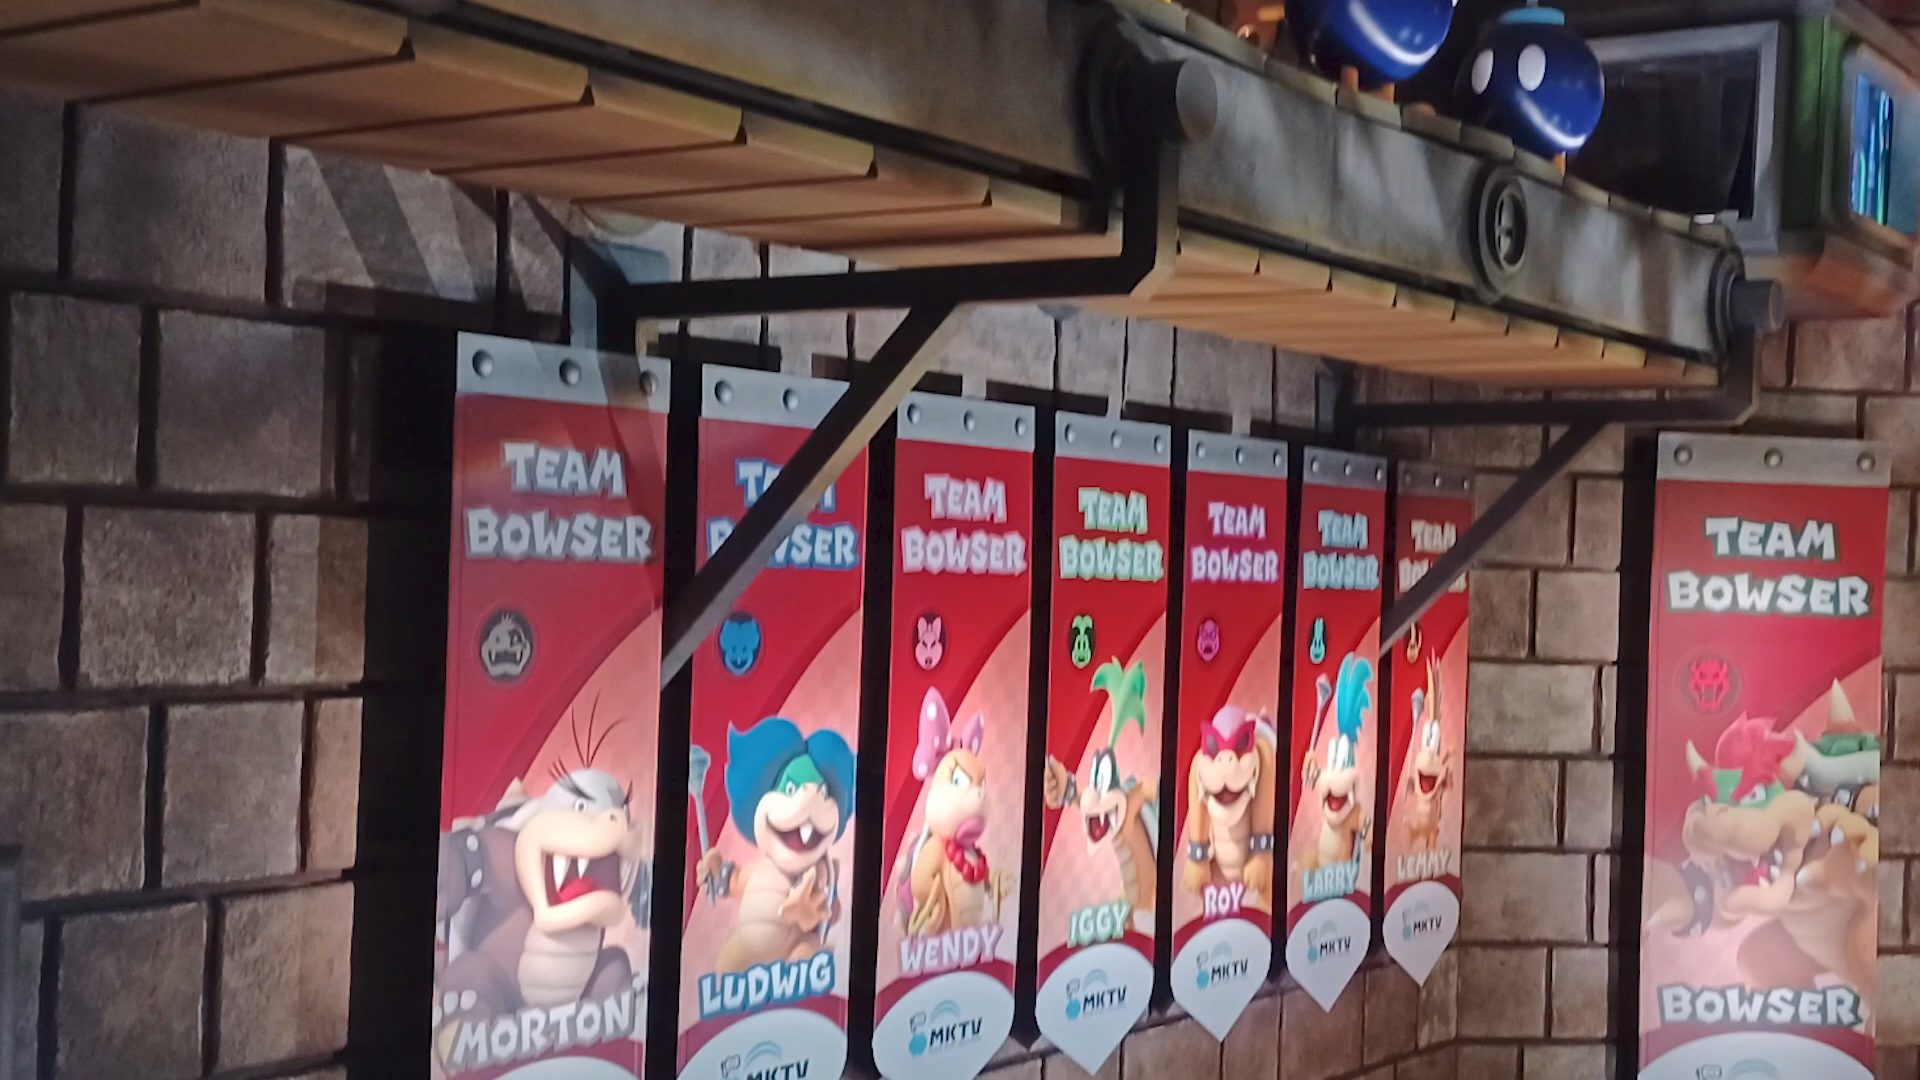 TEAM
BOWSER
MORTON
TEAM
BOWSER
LUDWIG
MKTV
TEAM
BOWSER
WENDY
MKTV
TEAM
BOWSER
IGGY
MKTV
TEAM
BOWSER
ROY
MKTV
TEAM
BOWSER
LARRY
MKTV
TEAM
BOWSER
LEMMY
MKTV
TEAM
BOWSER
BOWSER